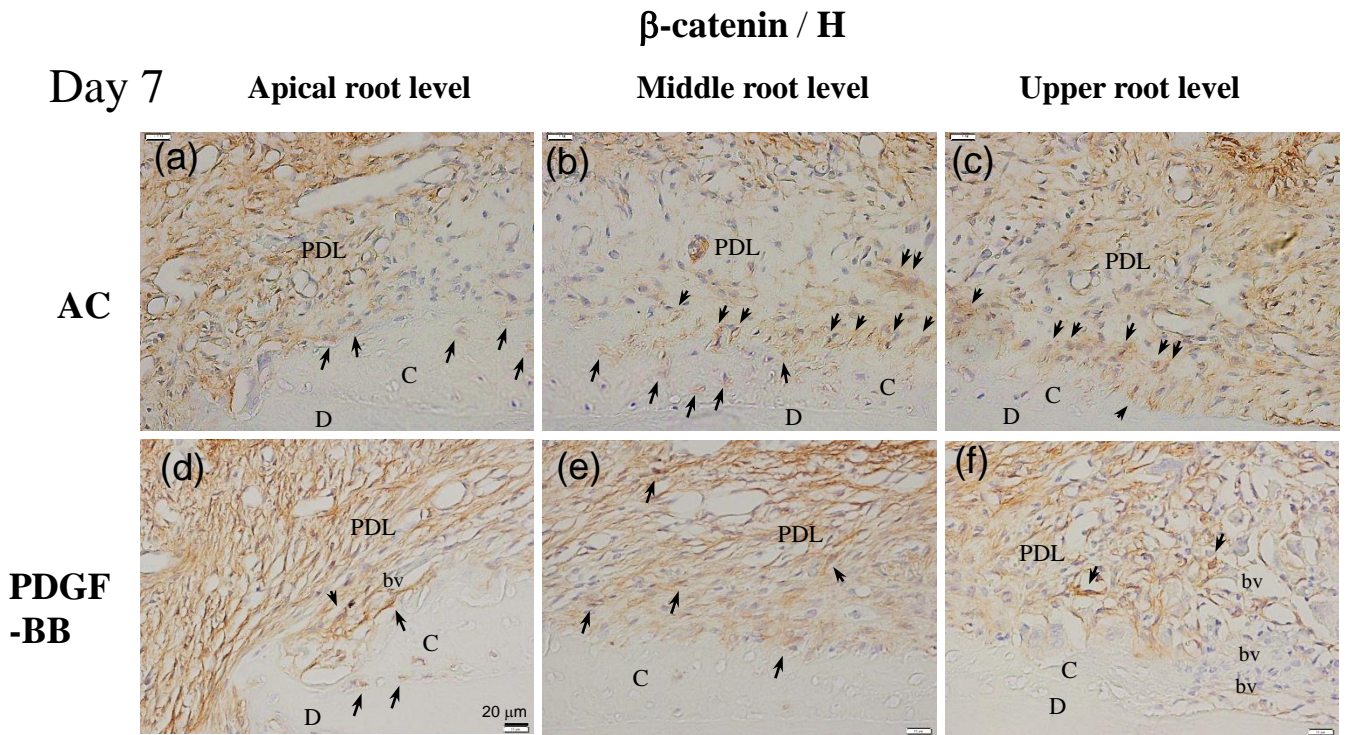 β-catenin / H
Day 7
Apical root level
Middle root level
Upper root level
AC
(a)
PDL
C
D
(b)
PDL
C
D
(c)
PDL
C
D
PDGF
-BB
(d)
PDL
bv
C
D
20 μm
(e)
PDL
C
(f)
PDL
bv
C
bv
D
bv